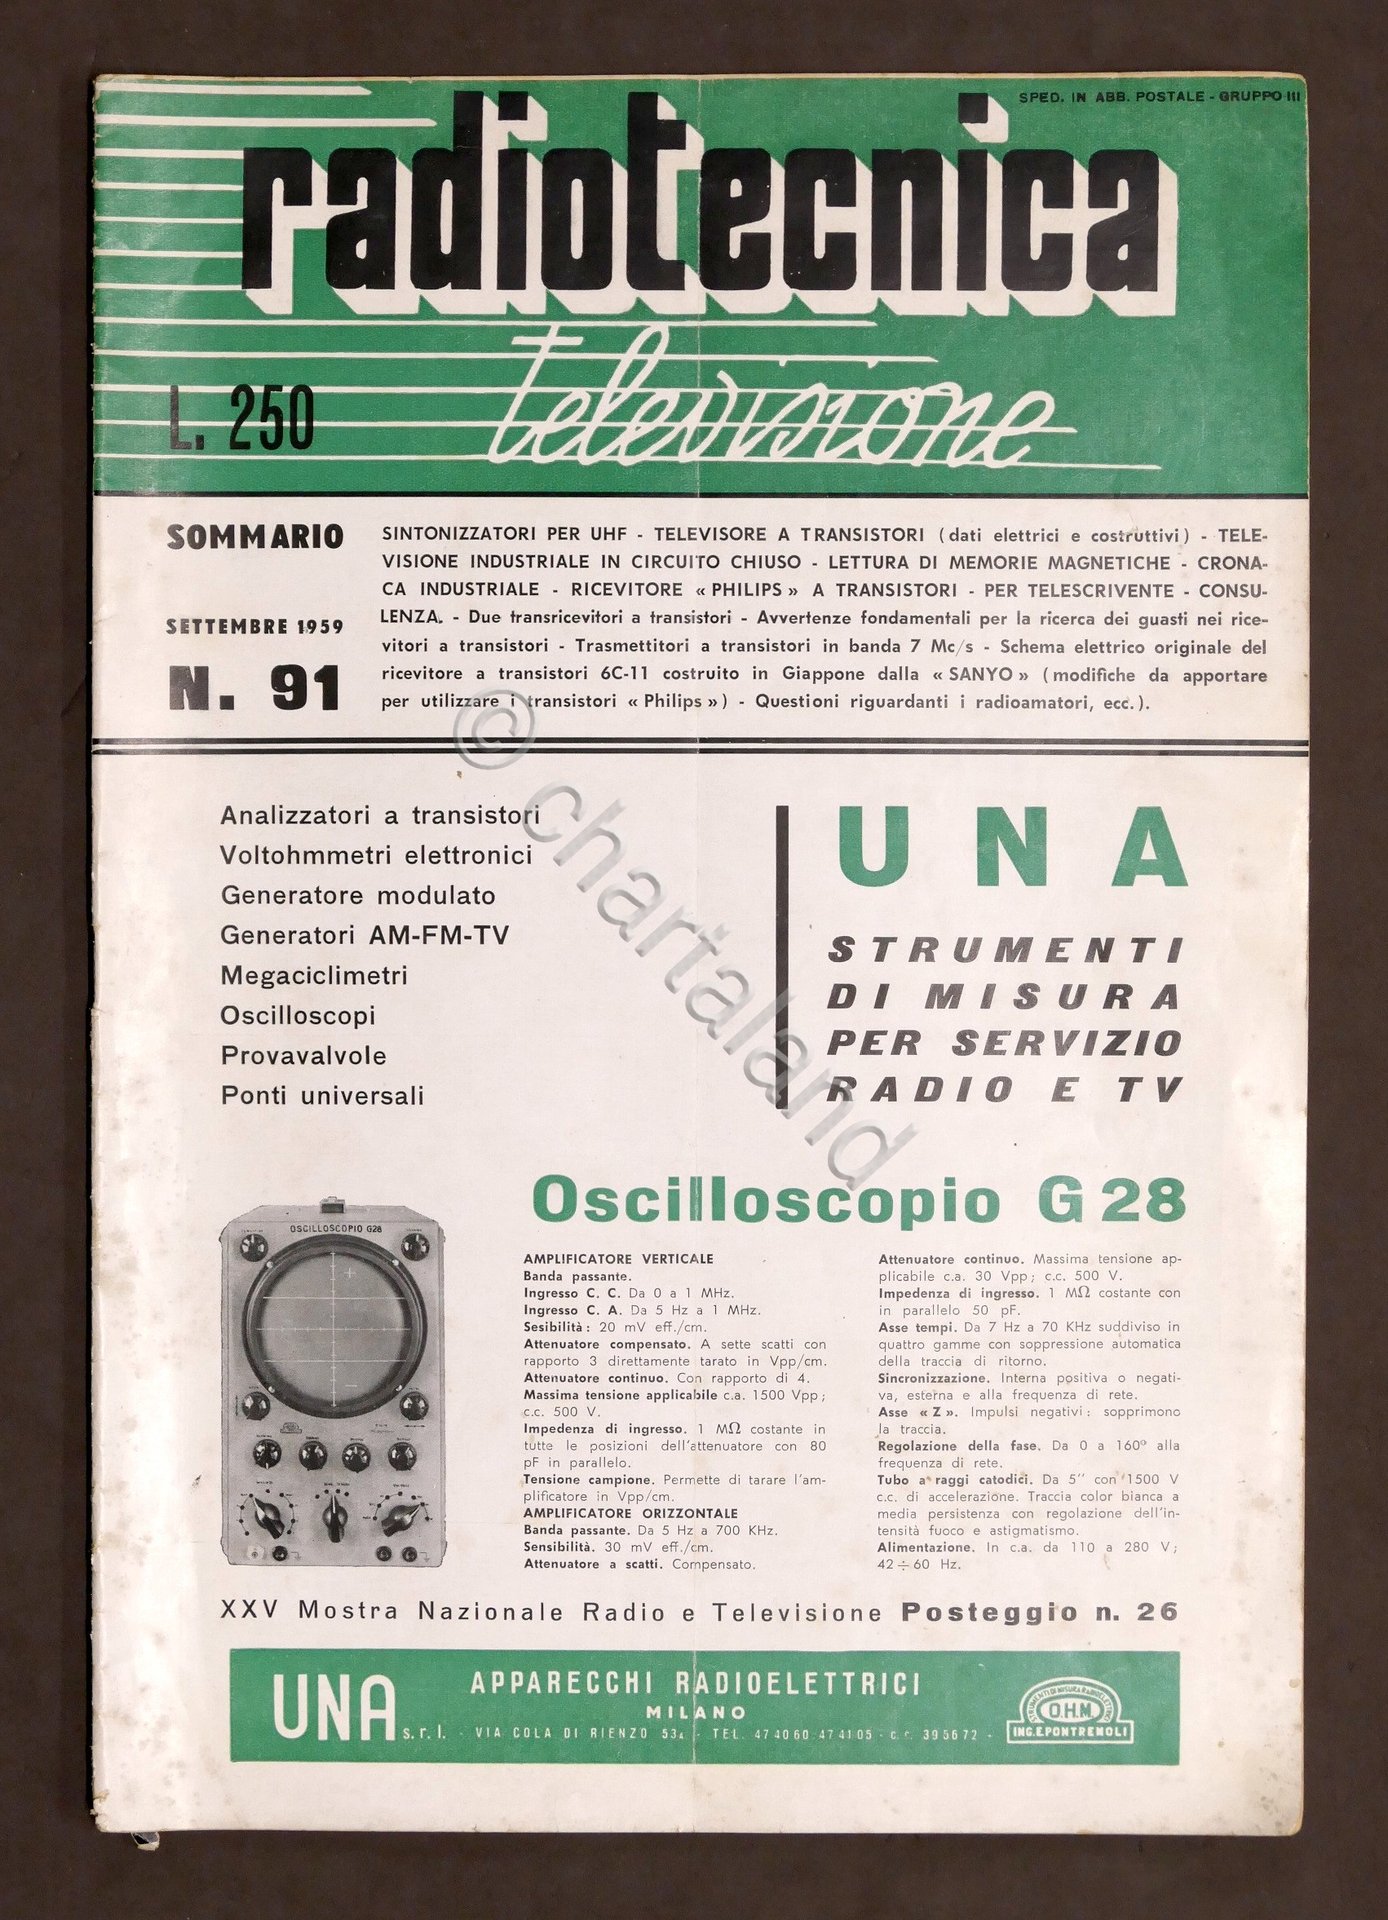 SPED. IN ABB. POSTALE - GRUPPO III
radiotecnica
televisione
L. 250
SOMMARIO
SETTEMBRE 1959
N. 91
SINTONIZZATORI PER UHF - TELEVISORE A TRANSISTORI (dati elettrici e costruttivi) - TELE-
VISIONE INDUSTRIALE IN CIRCUITO CHIUSO - LETTURA DI MEMORIE MAGNETICHE - CRONA-
CA INDUSTRIALE - RICEVITORE « PHILIPS » A TRANSISTORI - PER TELESCRIVENTE - CONSU-
LENZA. - Due transricevitori a transistori - Avvertenze fondamentali per la ricerca dei guasti nei rice-
vitori a transistori - Trasmettitori a transistori in banda 7 Mc/s - Schema elettrico originale del
ricevitore a transistori 6C-11 costruito in Giappone dalla « SANYO » (modifiche da apportare
per utilizzare i transistori « Philips ») - Questioni riguardanti i radioamatori, ecc.).
Analizzatori a transistori
Voltohmmetri elettronici
Generatore modulato
Generatori AM-FM-TV
Megaciclimetri
Oscilloscopi
Provavalvole
Ponti universali
UNA
STRUMENTI
DI MISURA
PER SERVIZIO
RADIO E TV
© chartaland
Oscilloscopio G 28
OSCILLOSCOPIO G28
AMPLIFICATORE VERTICALE
Banda passante.
Ingresso C. C. Da 0 a 1 MHz.
Ingresso C. A. Da 5 Hz a 1 MHz.
Sesibilità: 20 mV eff./cm.
Attenuatore compensato. A sette scatti con
rapporto 3 direttamente tarato in Vpp/cm.
Attenuatore continuo. Con rapporto di 4.
Massima tensione applicabile c.a. 1500 Vpp;
c.c. 500 V.
Impedenza di ingresso. 1 MΩ costante in
tutte le posizioni dell'attenuatore con 80
pF in parallelo.
Tensione campione. Permette di tarare l'am-
plificatore in Vpp/cm.
AMPLIFICATORE ORIZZONTALE
Banda passante. Da 5 Hz a 700 KHz.
Sensibilità. 30 mV eff./cm.
Attenuatore a scatti. Compensato.
Attenuatore continuo. Massima tensione ap-
plicabile c.a. 30 Vpp; c.c. 500 V.
Impedenza di ingresso. 1 MΩ costante con
in parallelo 50 pF.
Asse tempi. Da 7 Hz a 70 KHz suddiviso in
quattro gamme con soppressione automatica
della traccia di ritorno.
Sincronizzazione. Interna positiva o negati-
va, esterna e alla frequenza di rete.
Asse « Z ». Impulsi negativi: sopprimono
la traccia.
Regolazione della fase. Da 0 a 160° alla
frequenza di rete.
Tubo a raggi catodici. Da 5'' con 1500 V
c.c. di accelerazione. Traccia color bianca a
media persistenza con regolazione dell'in-
tensità fuoco e astigmatismo.
Alimentazione. In c.a. da 110 a 280 V;
42 ÷ 60 Hz.
XXV Mostra Nazionale Radio e Televisione Posteggio n. 26
UNA s.r.l.
APPARECCHI RADIOELETTRICI
MILANO
- VIA COLA DI RIENZO 53A - TEL. 474060 474105 - c.c. 395672 -
STRUMENTI DI MISURA RADIOELETTRICI
O.H.M.
ING. E. PONTREMOLI